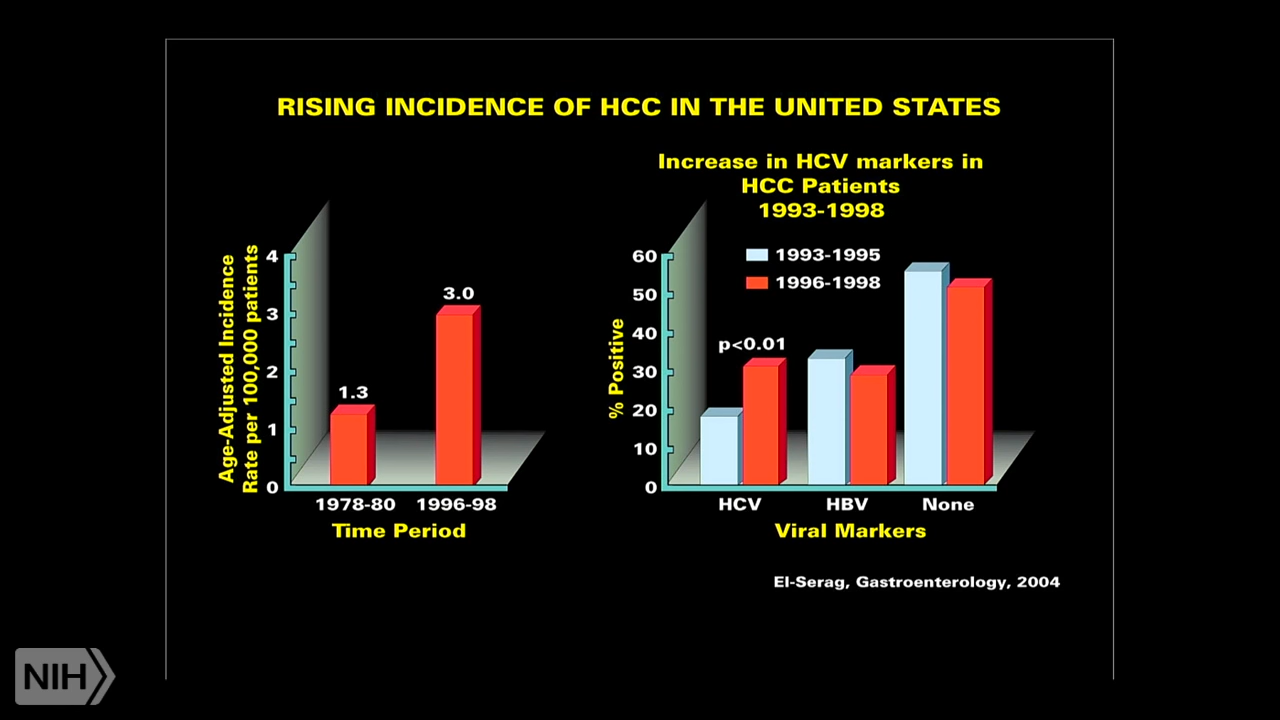 RISING INCIDENCE OF HCC IN THE UNITED STATES
Age-Adjusted Incidence
Rate per 100,000 patients
4
3
2
1
0
1.3
3.0
1978-80
1996-98
Time Period
Increase in HCV markers in
HCC Patients
1993-1998
1993-1995
1996-1998
% Positive
60
50
40
30
20
10
0
p<0.01
HCV
HBV
None
Viral Markers
El-Serag, Gastroenterology, 2004
NIH